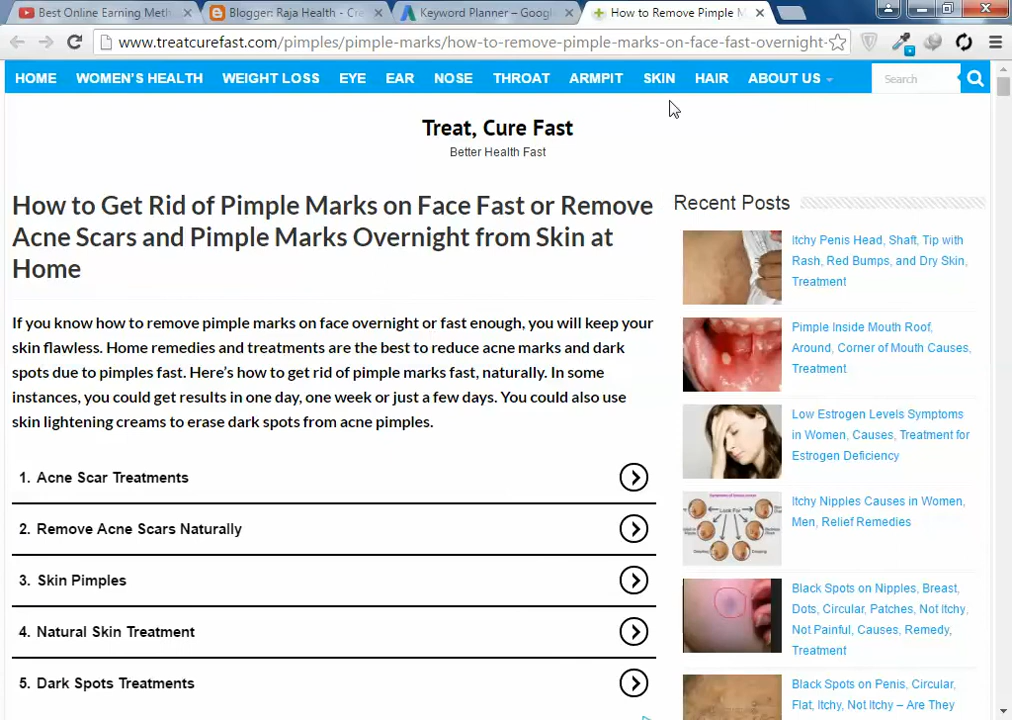 Best Online Earning Meth
Blogger: Raja Health - Cre
Keyword Planner – Googl
How to Remove Pimple M
www.treatcurefast.com/pimples/pimple-marks/how-to-remove-pimple-marks-on-face-fast-overnight-
HOME WOMEN'S HEALTH WEIGHT LOSS EYE EAR NOSE THROAT ARMPIT SKIN HAIR ABOUT US Search
Treat, Cure Fast
Better Health Fast
How to Get Rid of Pimple Marks on Face Fast or Remove
Acne Scars and Pimple Marks Overnight from Skin at
Home
If you know how to remove pimple marks on face overnight or fast enough, you will keep your
skin flawless. Home remedies and treatments are the best to reduce acne marks and dark
spots due to pimples fast. Here's how to get rid of pimple marks fast, naturally. In some
instances, you could get results in one day, one week or just a few days. You could also use
skin lightening creams to erase dark spots from acne pimples.
1. Acne Scar Treatments
2. Remove Acne Scars Naturally
3. Skin Pimples
4. Natural Skin Treatment
5. Dark Spots Treatments
Recent Posts
Itchy Penis Head, Shaft, Tip with
Rash, Red Bumps, and Dry Skin,
Treatment
Pimple Inside Mouth Roof,
Around, Corner of Mouth Causes,
Treatment
Low Estrogen Levels Symptoms
in Women, Causes, Treatment for
Estrogen Deficiency
Itchy Nipples Causes in Women,
Men, Relief Remedies
Black Spots on Nipples, Breast,
Dots, Circular, Patches, Not Itchy,
Not Painful, Causes, Remedy,
Treatment
Black Spots on Penis, Circular,
Flat, Itchy, Not Itchy – Are They